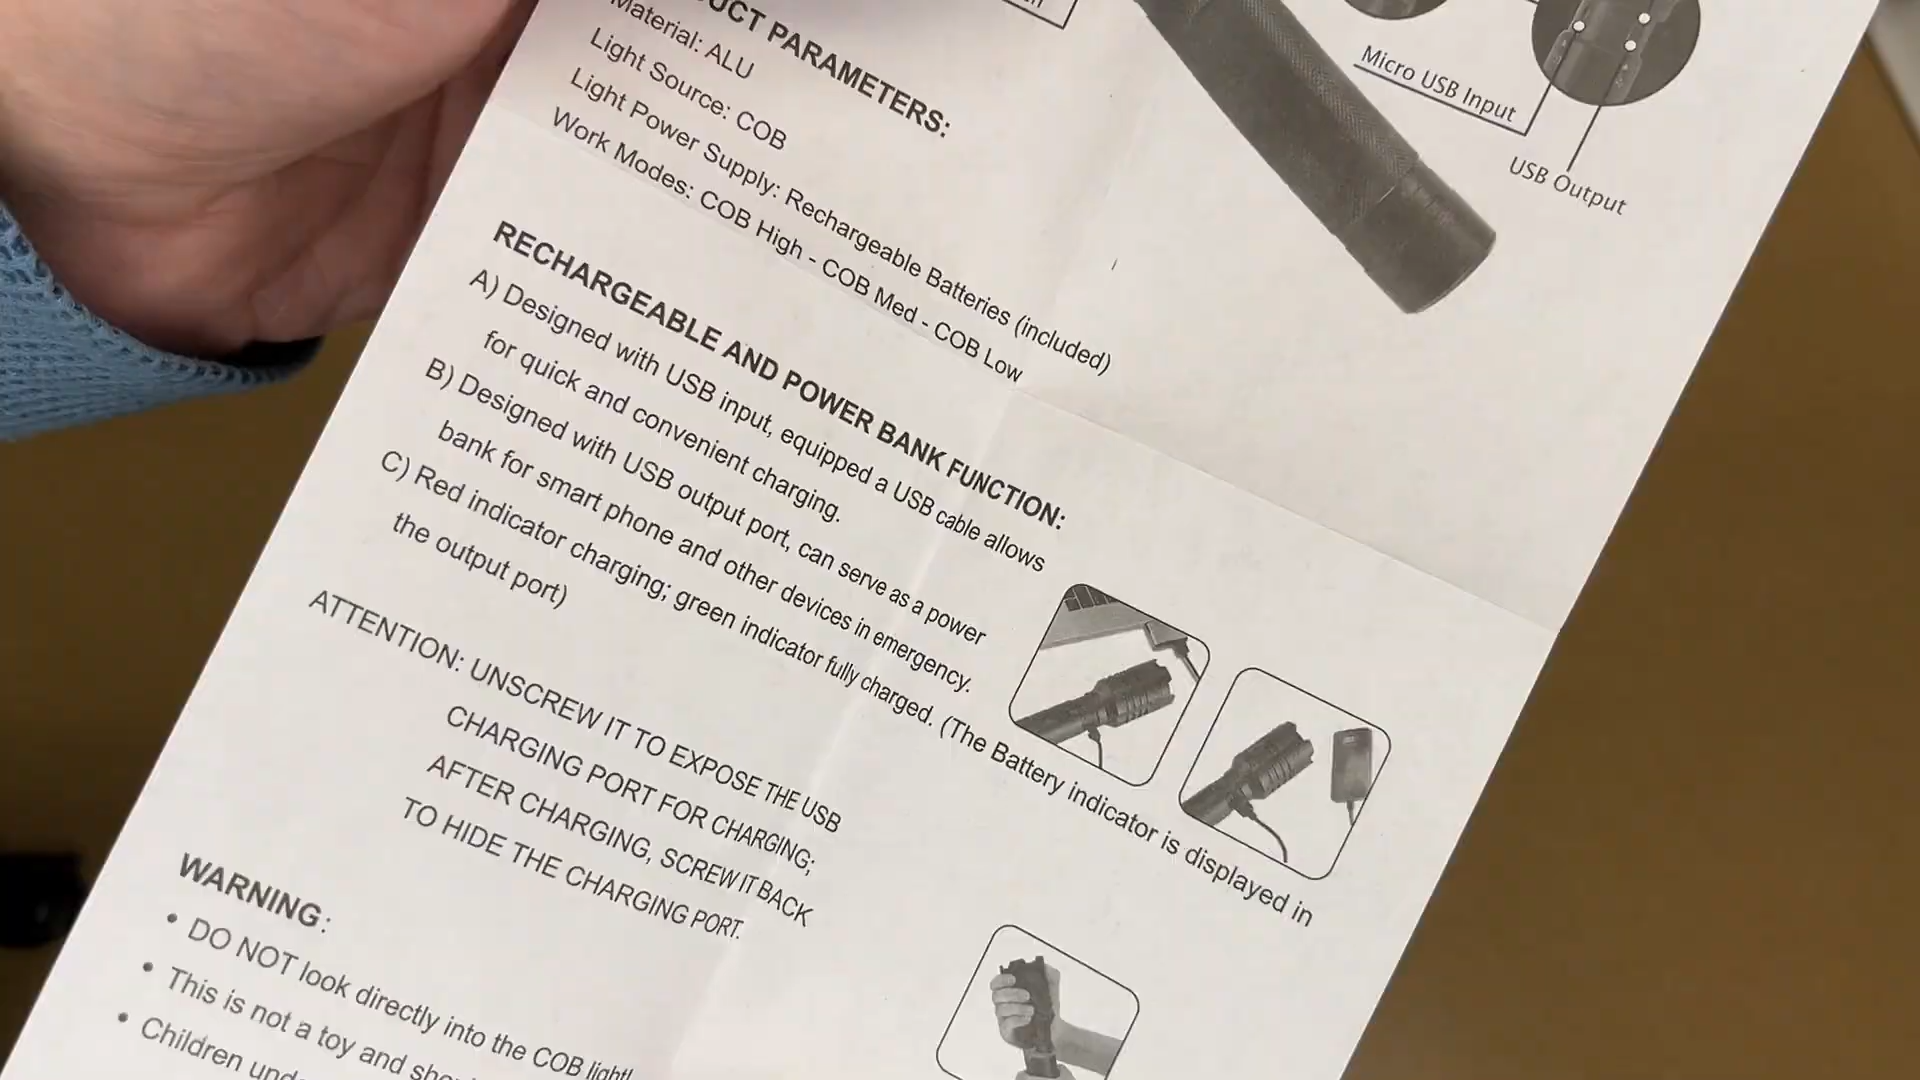 PARAMETERS:
Material: ALU
Light Source: COB
Light Power Supply: Rechargeable Batteries (included)
Work Modes: COB High - COB Med - COB Low
Micro USB Input
USB Output
RECHARGEABLE AND POWER BANK FUNCTION:
A) Designed with USB input, equipped a USB cable allows
for quick and convenient charging.
B) Designed with USB output port, can serve as a power
bank for smart phone and other devices in emergency.
C) Red indicator charging; green indicator fully charged. (The Battery indicator is displayed in
the output port)
ATTENTION: UNSCREW IT TO EXPOSE THE USB
CHARGING PORT FOR CHARGING;
AFTER CHARGING, SCREW IT BACK
TO HIDE THE CHARGING PORT.
WARNING:
• DO NOT look directly into the COB light!
• This is not a toy and
• Children